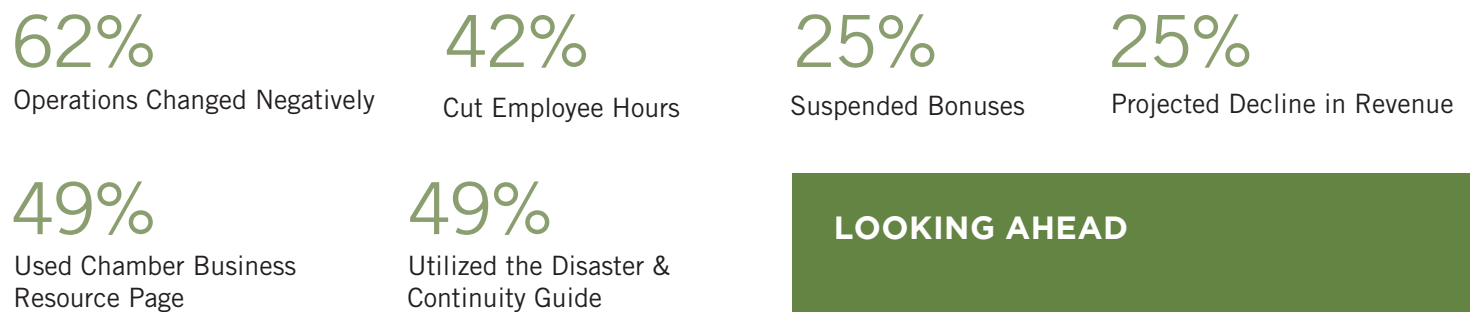 62%
Operations Changed Negatively
42%
Cut Employee Hours
25%
Suspended Bonuses
25%
Projected Decline in Revenue
49%
Used Chamber Business
Resource Page
49%
Utilized the Disaster &
Continuity Guide
LOOKING AHEAD